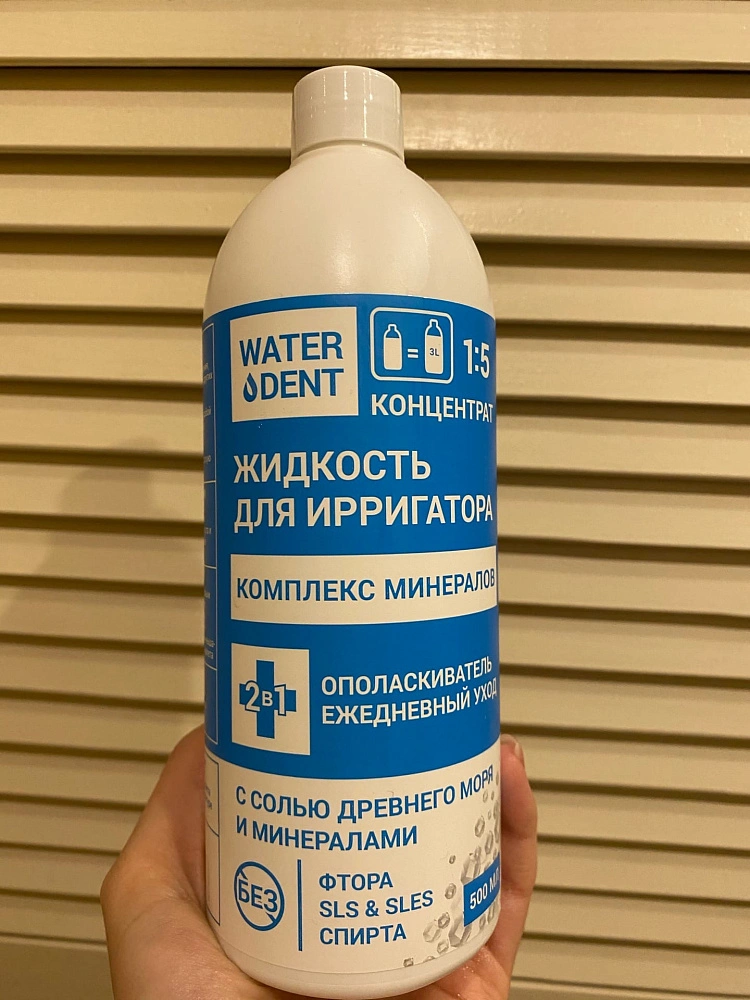 WATER
DENT
3L
1:5
КОНЦЕНТРАТ
ЖИДКОСТЬ
ДЛЯ ИРРИГАТОРА
КОМПЛЕКС МИНЕРАЛОВ
2в1
ОПОЛАСКИВАТЕЛЬ
ЕЖЕДНЕВНЫЙ УХОД
С СОЛЬЮ ДРЕВНЕГО МОРЯ
И МИНЕРАЛАМИ
БЕЗ
ФТОРА
SLS & SLES
СПИРТА
500 МЛ